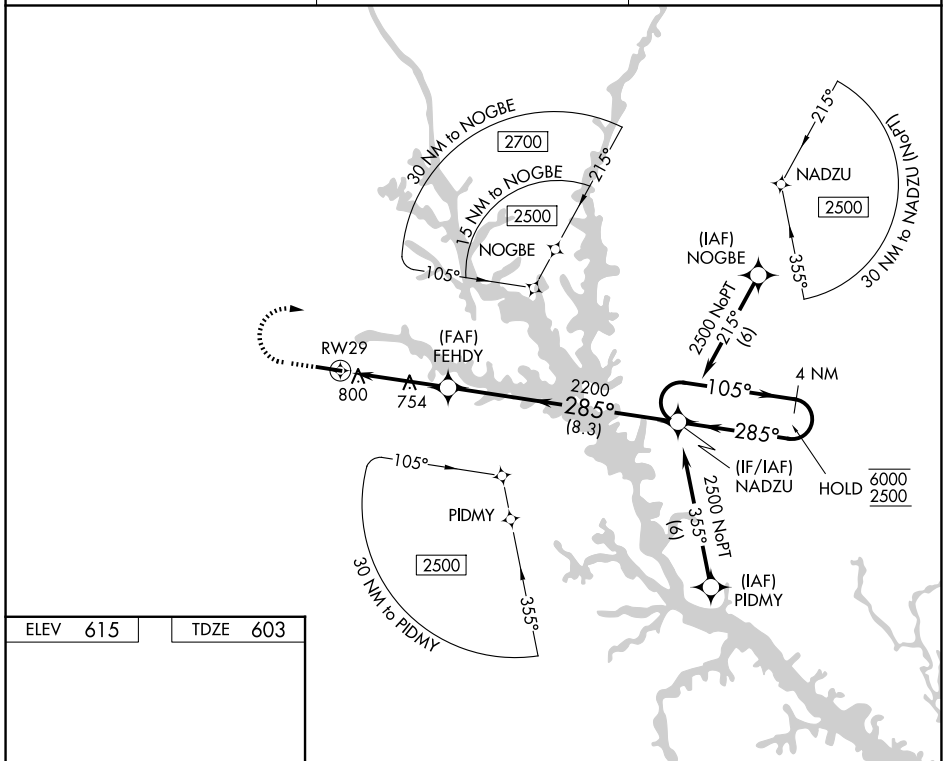 30 NM to NOGBE
2700
215°
15 NM to NOGBE
2500
NOGBE
105°
215°
NADZU
2500
355°
30 NM to NADZU (NoPT)
(IAF)
NOGBE
2500 NoPT
215°
(6)
RW29
(FAF)
FEHDY
800
754
2200
285°
(8.3)
105°
4 NM
285°
(IF/IAF)
NADZU
HOLD
6000
2500
2500 NoPT
355°
(6)
(IAF)
PIDMY
105°
PIDMY
2500
355°
30 NM to PIDMY
ELEV 615
TDZE 603